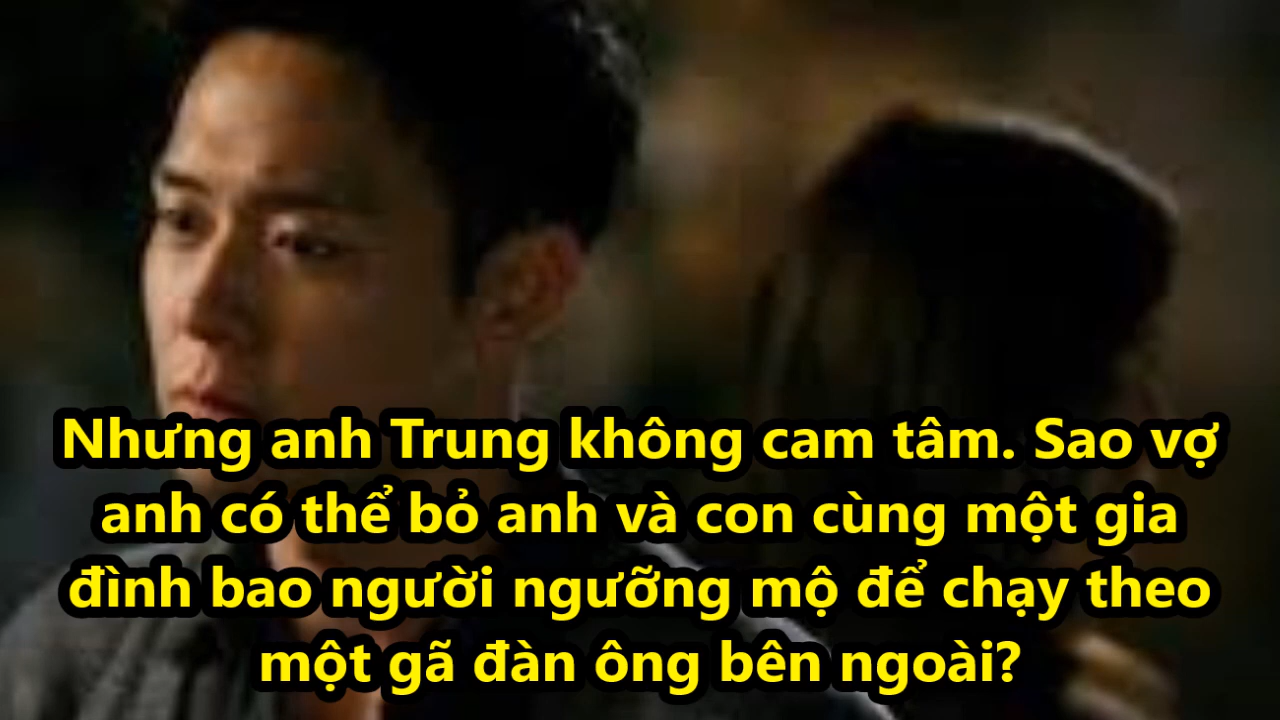 Nhưng anh Trung không cam tâm. Sao vợ
anh có thể bỏ anh và con cùng một gia
đình bao người ngưỡng mộ để chạy theo
một gã đàn ông bên ngoài?